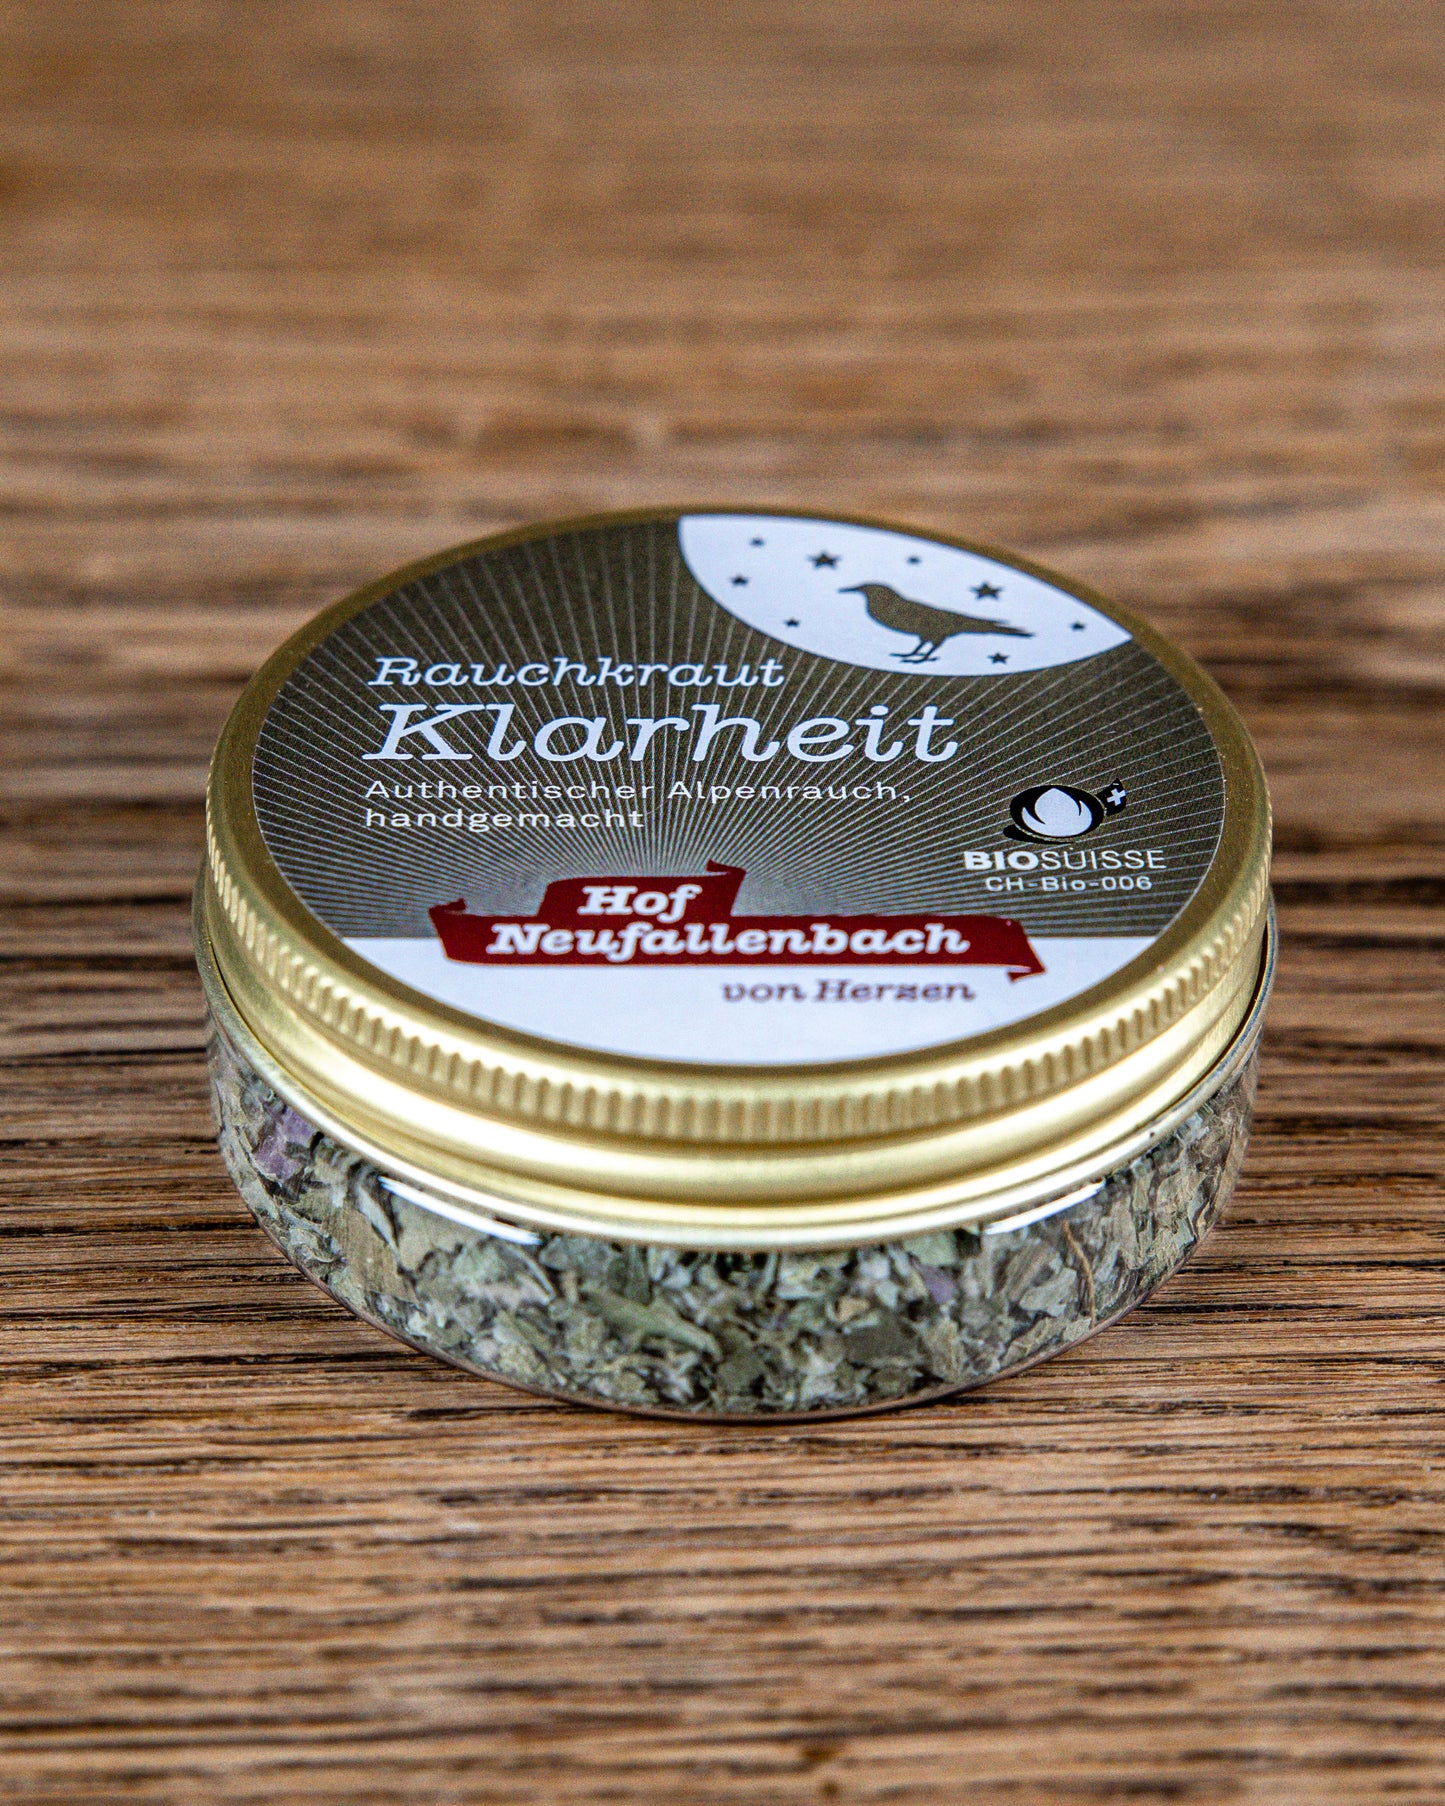 Rauchkraut
Klarheit
Authentischer Alpenrauch,
handgemacht
BIOSUISSE
CH-Bio-006
Hof
Neufallenbach
von Herzen